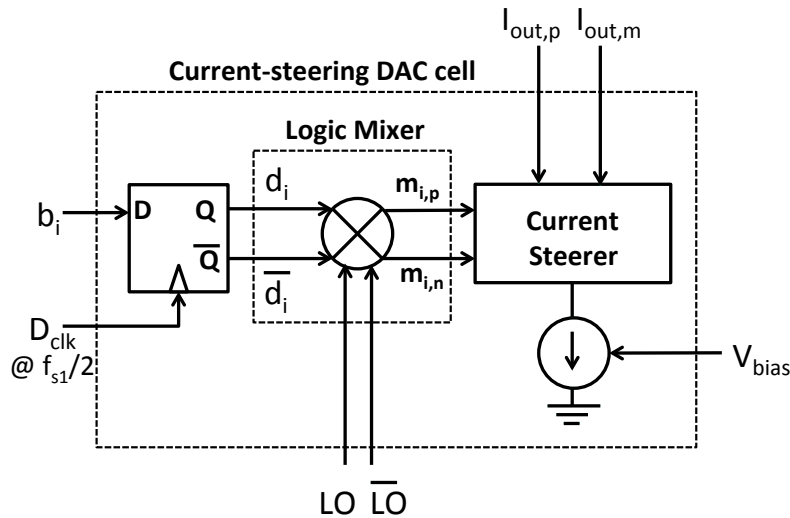 I_out,p I_out,m
Current-steering DAC cell
Logic Mixer
b_i D Q d_i m_i,p Current
Q̅ d̅_i m_i,n Steerer
D_clk
@ f_s1/2
V_bias
LO L̅O̅